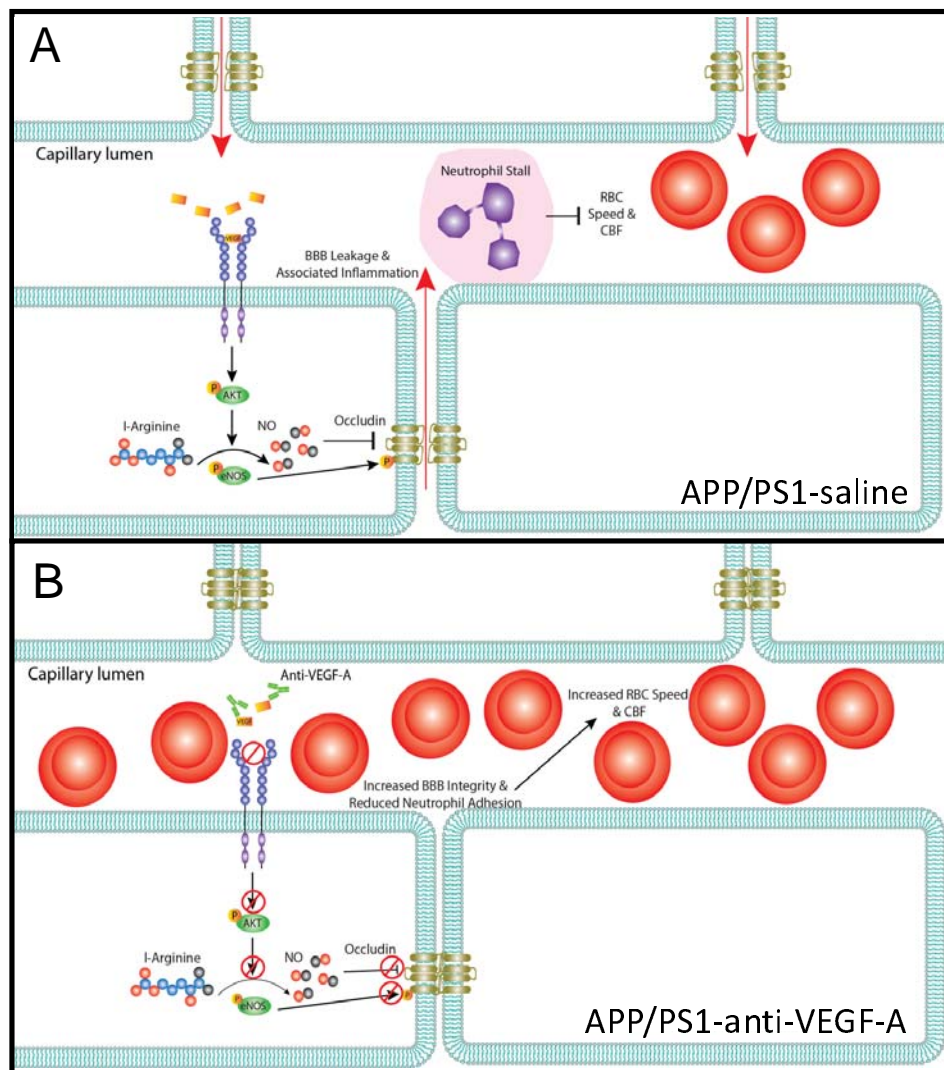 A
Capillary lumen
Neutrophil Stall
RBC
Speed &
CBF
VEGF
BBB Leakage &
Associated Inflammation
P
AKT
l-Arginine
NO
Occludin
P
eNOS
P
APP/PS1-saline
B
Capillary lumen
Anti-VEGF-A
VEGF
Increased RBC Speed
& CBF
Increased BBB Integrity &
Reduced Neutrophil Adhesion
P
AKT
l-Arginine
NO
Occludin
P
eNOS
P
APP/PS1-anti-VEGF-A